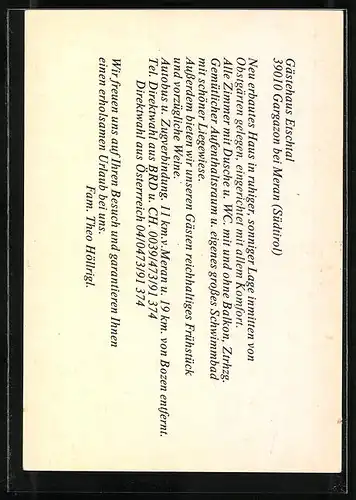 Gästehaus Etschtal
39010 Gargazon bei Meran (Südtirol)
Neu erbautes Haus in ruhiger, sonniger Lage inmitten von
Obstgärten gelegen, eingerichtet mit allem Komfort.
Alle Zimmer mit Dusche u. WC, mit und ohne Balkon, Ztrhzg.
Gemütlicher Aufenthaltsraum u. eigenes großes Schwimmbad
mit schöner Liegewiese.
Außerdem bieten wir unseren Gästen reichhaltiges Frühstück
und vorzügliche Weine.
Autobus u. Zugverbindung. 11 km v. Meran u. 19 km. von Bozen entfernt.
Tel. Direktwahl aus BRD u. CH. 0039/473/91 374
Direktwahl aus Österrreich 04/0473/91 374
Wir freuen uns auf Ihren Besuch und garantieren Ihnen
einen erholsamen Urlaub bei uns.
Fam. Theo Höllrigl.